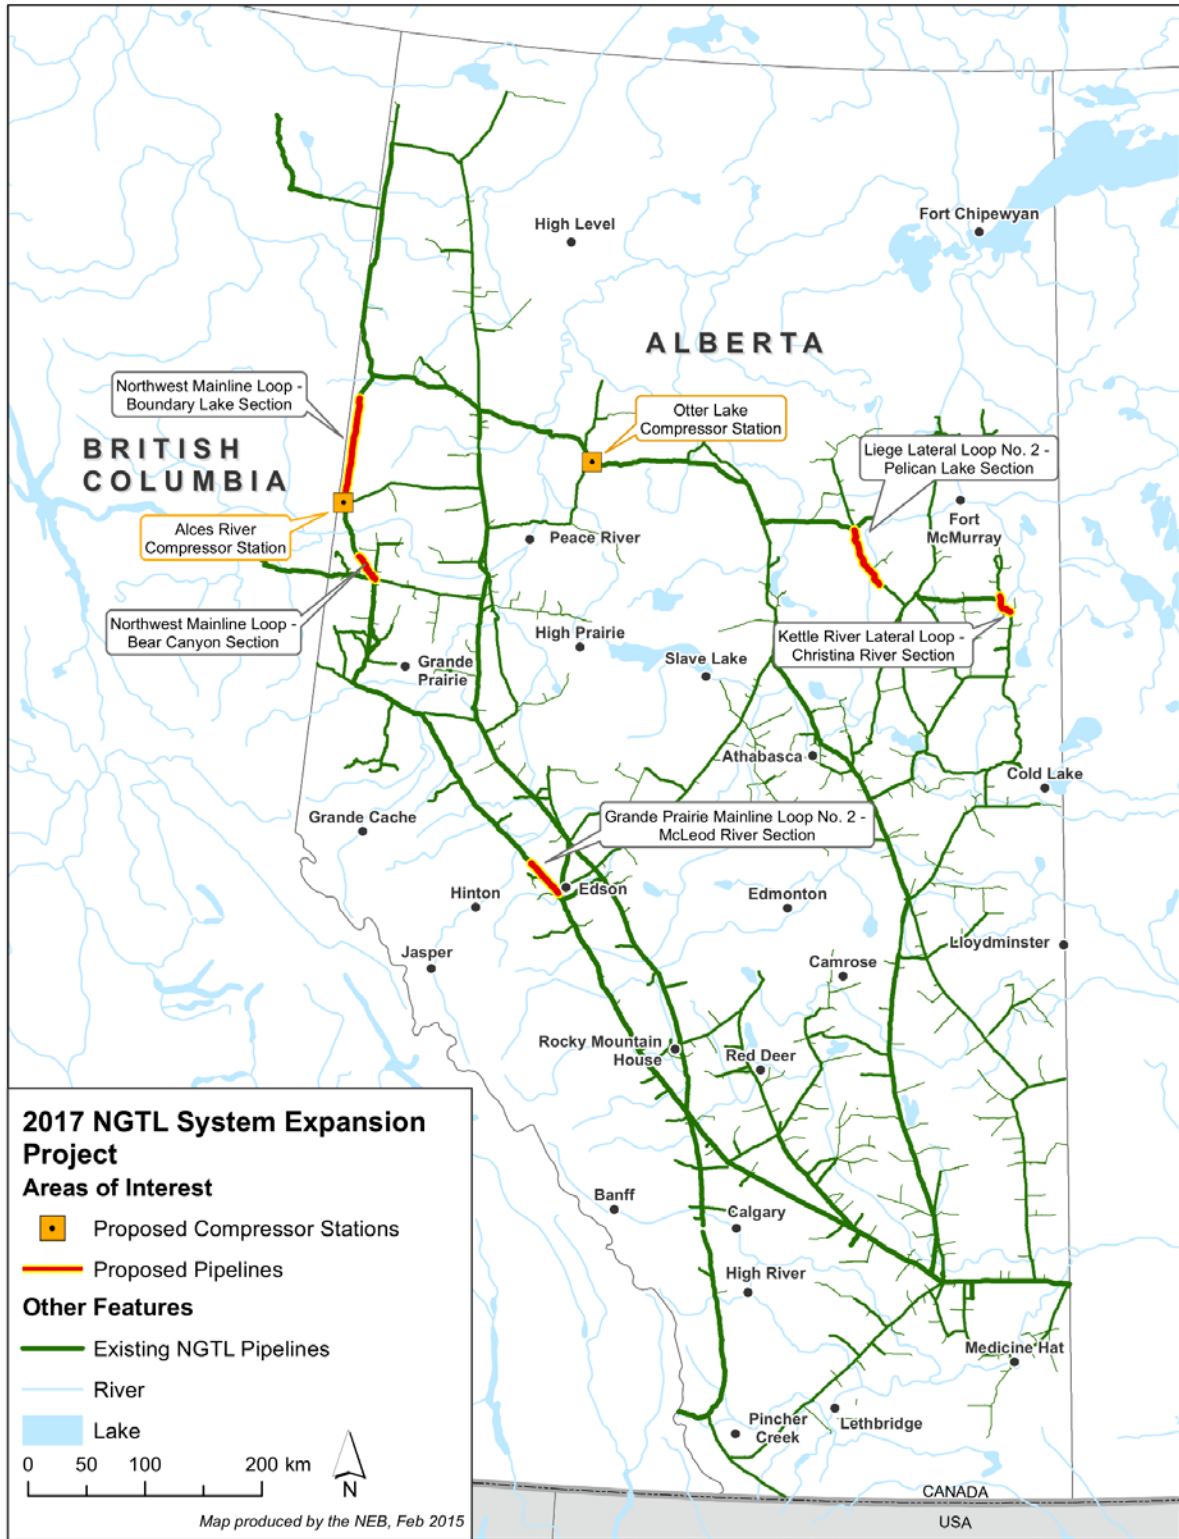 High Level
Fort Chipewyan
ALBERTA
Northwest Mainline Loop -
Boundary Lake Section
Otter Lake
Compressor Station
BRITISH
COLUMBIA
Liege Lateral Loop No. 2 -
Pelican Lake Section
Fort
McMurray
Alces River
Compressor Station
Peace River
Northwest Mainline Loop -
Bear Canyon Section
High Prairie
Kettle River Lateral Loop -
Christina River Section
Grande
Prairie
Slave Lake
Athabasca
Cold Lake
Grande Cache
Grande Prairie Mainline Loop No. 2 -
McLeod River Section
Hinton
Edson
Edmonton
Jasper
Lloydminster
Camrose
Rocky Mountain
House
Red Deer
Banff
Calgary
High River
Medicine Hat
Pincher
Creek
Lethbridge
CANADA
USA
2017 NGTL System Expansion
Project
Areas of Interest
Proposed Compressor Stations
Proposed Pipelines
Other Features
Existing NGTL Pipelines
River
Lake
0 50 100 200 km
N
Map produced by the NEB, Feb 2015